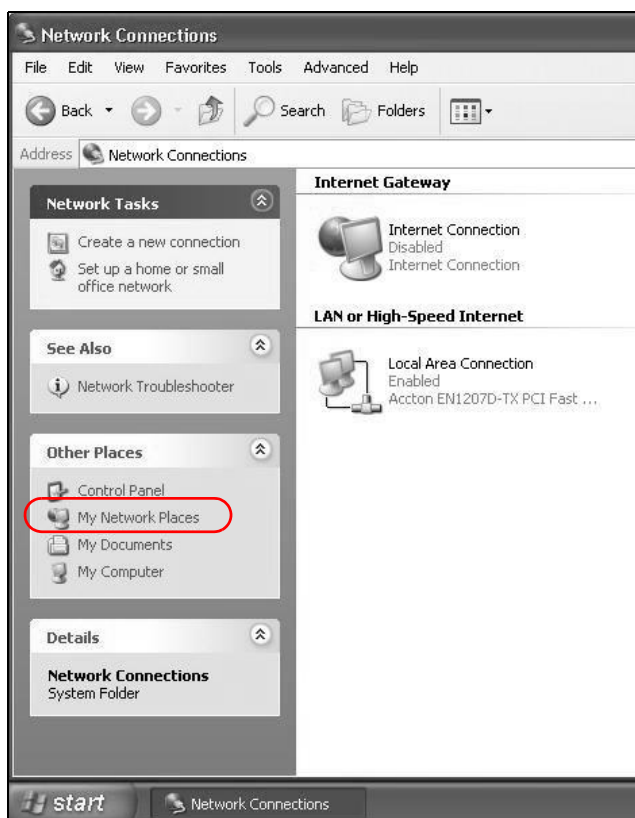 Network Connections
File Edit View Favorites Tools Advanced Help
Back Search Folders
Address Network Connections
Network Tasks
Create a new connection
Set up a home or small
office network
See Also
Network Troubleshooter
Other Places
Control Panel
My Network Places
My Documents
My Computer
Details
Network Connections
System Folder
Internet Gateway
Internet Connection
Disabled
Internet Connection
LAN or High-Speed Internet
Local Area Connection
Enabled
Accton EN1207D-TX PCI Fast ...
start Network Connections